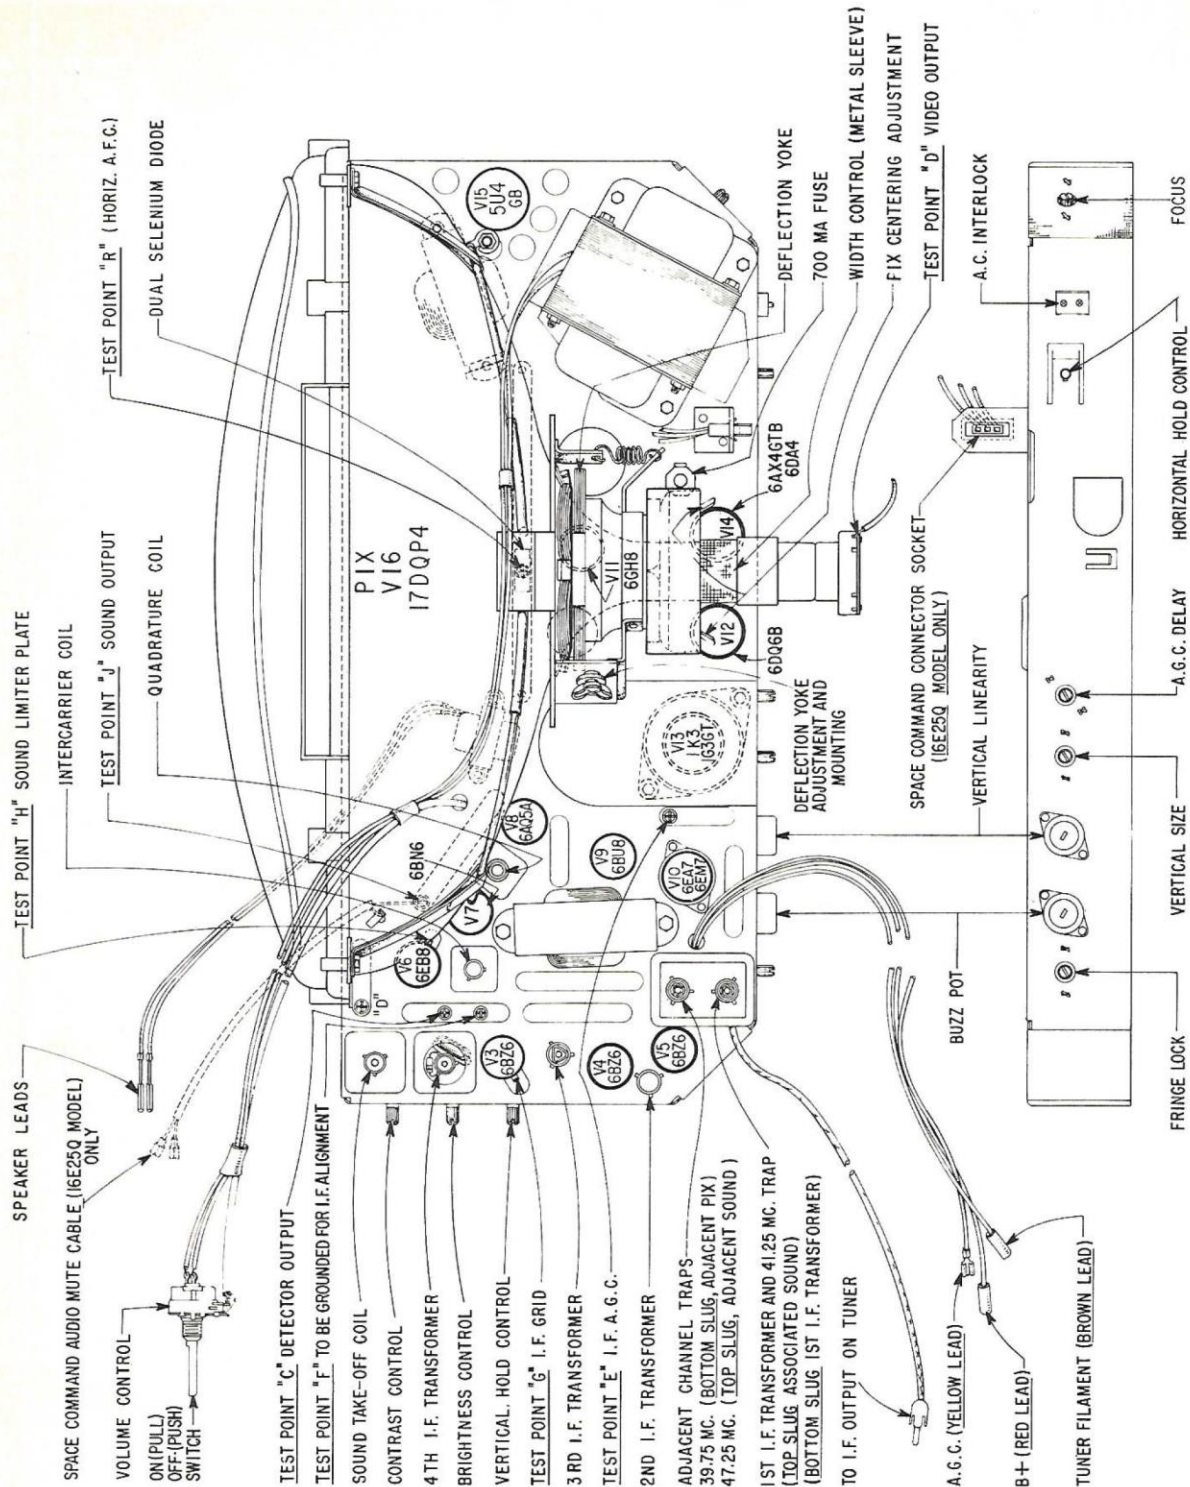 SPEAKER LEADS
SPACE COMMAND AUDIO MUTE CABLE (16E25Q MODEL)
ONLY
VOLUME CONTROL
ON(PULL)
OFF-(PUSH)
SWITCH
TEST POINT "C" DETECTOR OUTPUT
TEST POINT "F" TO BE GROUNDED FOR I.F. ALIGNMENT
SOUND TAKE-OFF COIL
CONTRAST CONTROL
4TH I.F. TRANSFORMER
BRIGHTNESS CONTROL
VERTICAL HOLD CONTROL
TEST POINT "G" I.F. GRID
3RD I.F. TRANSFORMER
TEST POINT "E" I.F. A.G.C.
2ND I.F. TRANSFORMER
ADJACENT CHANNEL TRAPS
39.75 MC. (BOTTOM SLUG, ADJACENT PIX)
47.25 MC. (TOP SLUG, ADJACENT SOUND)
1ST I.F. TRANSFORMER AND 41.25 MC. TRAP
(TOP SLUG ASSOCIATED SOUND)
(BOTTOM SLUG 1ST I.F. TRANSFORMER)
TO I.F. OUTPUT ON TUNER
A.G.C. (YELLOW LEAD)
B+ (RED LEAD)
TUNER FILAMENT (BROWN LEAD)
TEST POINT "H" SOUND LIMITER PLATE
INTERCARRIER COIL
TEST POINT "J" SOUND OUTPUT
QUADRATURE COIL
TEST POINT "R" (HORIZ. A.F.C.)
DUAL SELENIUM DIODE
PIX
V16
17DQP4
V15
5U4
GB
"D"
V6
6EB8
V7
6BN6
V8
6AQ5A
V9
6BU8
V10
6EA7
6EM7
V3
6BZ6
V4
6BZ6
V5
6BZ6
V13
1K3
1G3GT
V11
6GH8
V12
6DQ6B
V14
6AX4GTB
6DA4
DEFLECTION YOKE
ADJUSTMENT AND
MOUNTING
DEFLECTION YOKE
700 MA FUSE
WIDTH CONTROL (METAL SLEEVE)
FIX CENTERING ADJUSTMENT
TEST POINT "D" VIDEO OUTPUT
SPACE COMMAND CONNECTOR SOCKET
(16E25Q MODEL ONLY)
A.C. INTERLOCK
VERTICAL LINEARITY
BUZZ POT
FRINGE LOCK
VERTICAL SIZE
A.G.C. DELAY
HORIZONTAL HOLD CONTROL
FOCUS